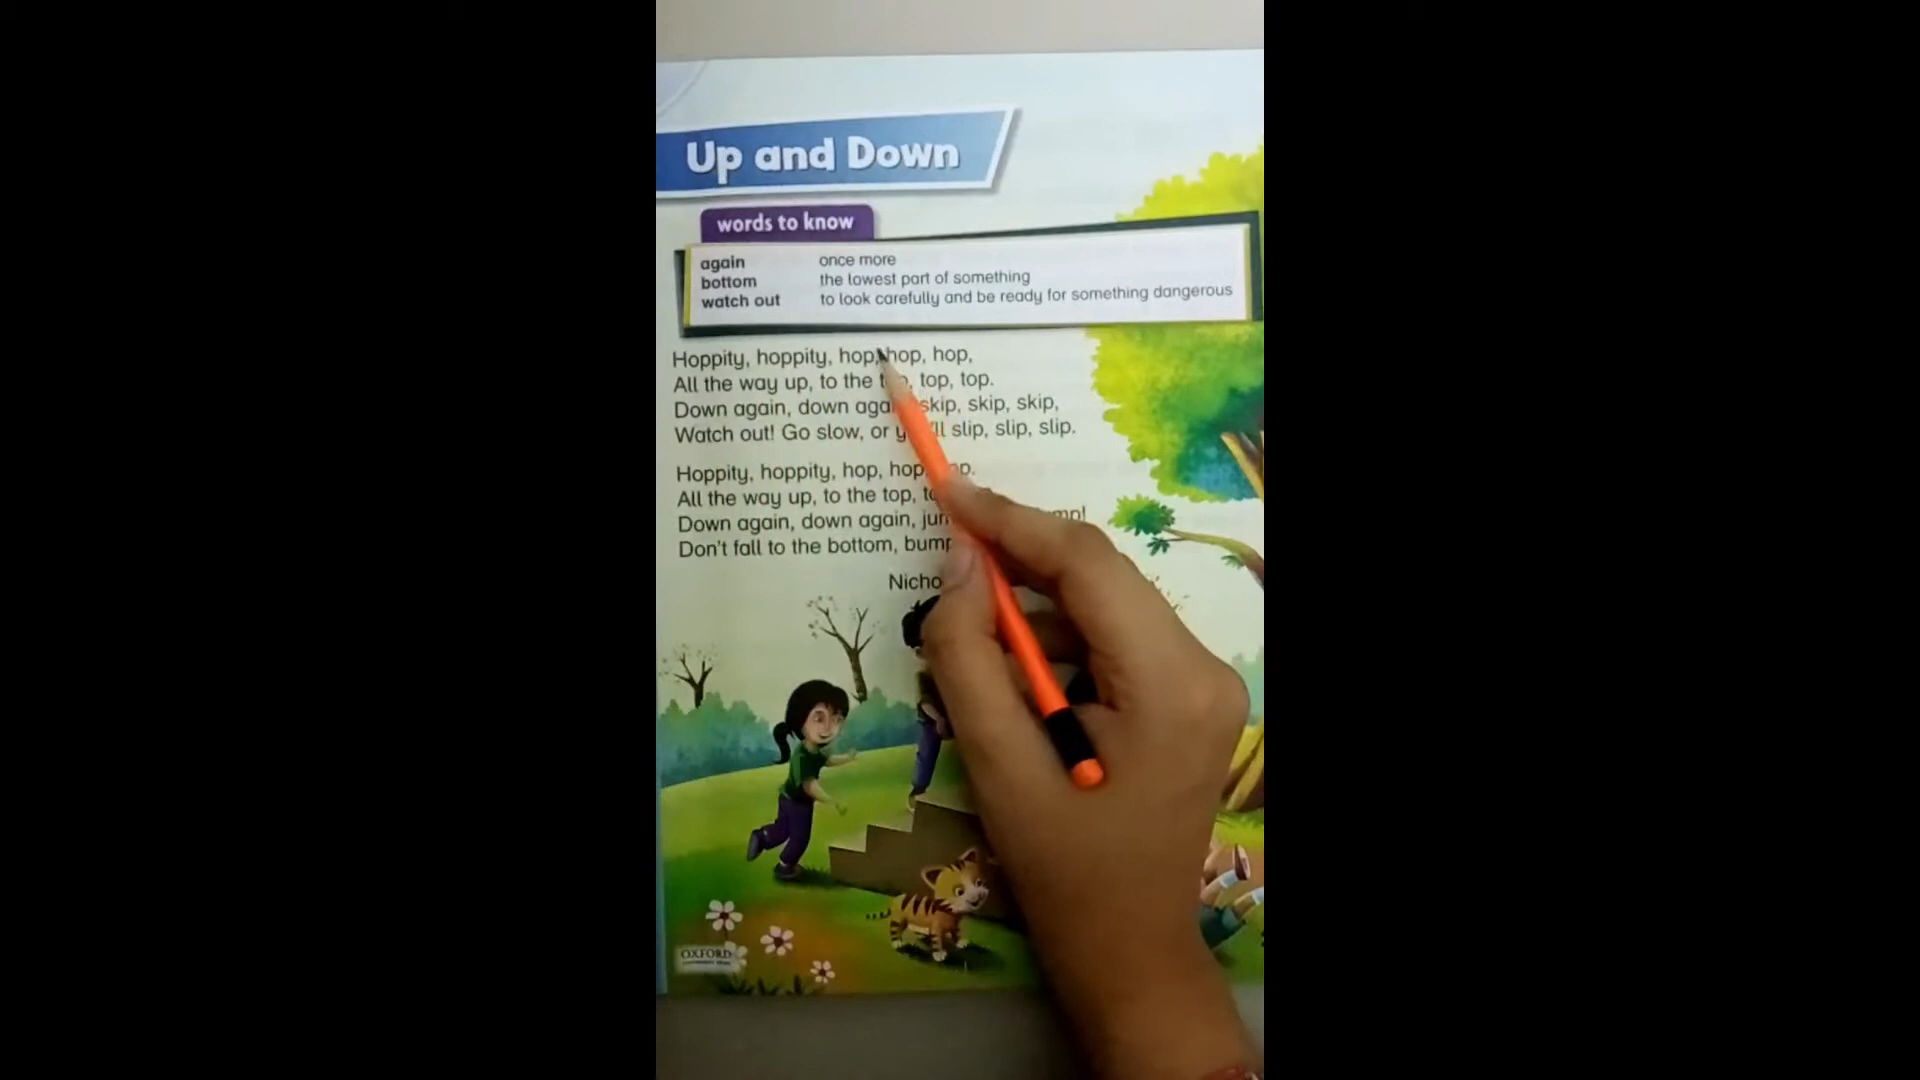 Up and Down
words to know
again once more
bottom the lowest part of something
watch out to look carefully and be ready for something dangerous
Hoppity, hoppity, hop, hop, hop,
All the way up, to the top, top.
Down again, down skip, skip, skip,
Watch out! Go slow, or slip, slip, slip.
Hoppity, hoppity, hop, hop,
All the way up, to the top,
Down again, down again,
Don't fall to the bottom,
OXFORD